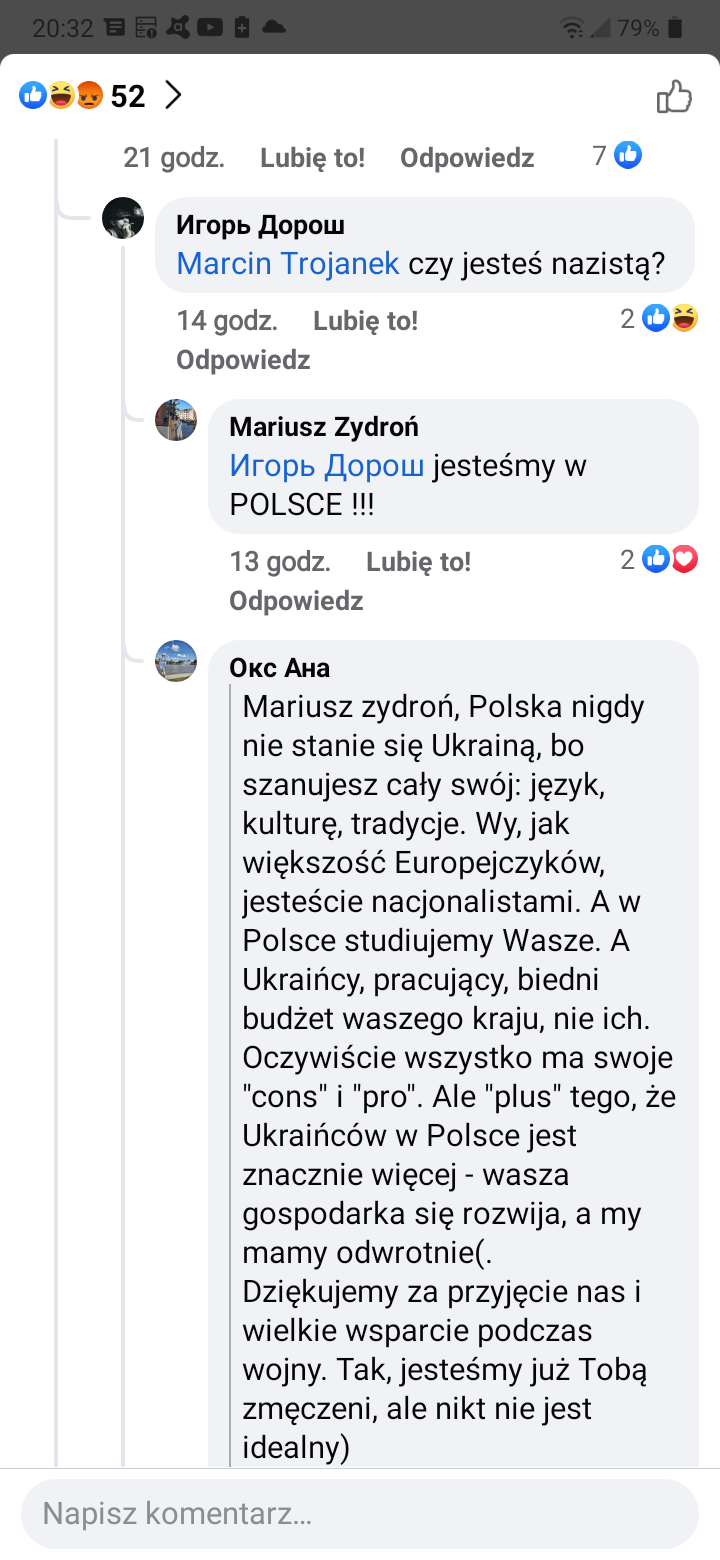 20:32
79%
52
21 godz. Lubię to! Odpowiedz 7
Игорь Дорош
Marcin Trojanek czy jesteś nazistą?
14 godz. Lubię to! 2
Odpowiedz
Mariusz Zydroń
Игорь Дорош jesteśmy w
POLSCE !!!
13 godz. Lubię to! 2
Odpowiedz
Окс Ана
Mariusz zydroń, Polska nigdy
nie stanie się Ukrainą, bo
szanujesz cały swój: język,
kulturę, tradycje. Wy, jak
większość Europejczyków,
jesteście nacjonalistami. A w
Polsce studiujemy Wasze. A
Ukraińcy, pracujący, biedni
budżet waszego kraju, nie ich.
Oczywiście wszystko ma swoje
"cons" i "pro". Ale "plus" tego, że
Ukraińców w Polsce jest
znacznie więcej - wasza
gospodarka się rozwija, a my
mamy odwrotnie(.
Dziękujemy za przyjęcie nas i
wielkie wsparcie podczas
wojny. Tak, jesteśmy już Tobą
zmęczeni, ale nikt nie jest
idealny)
Napisz komentarz...